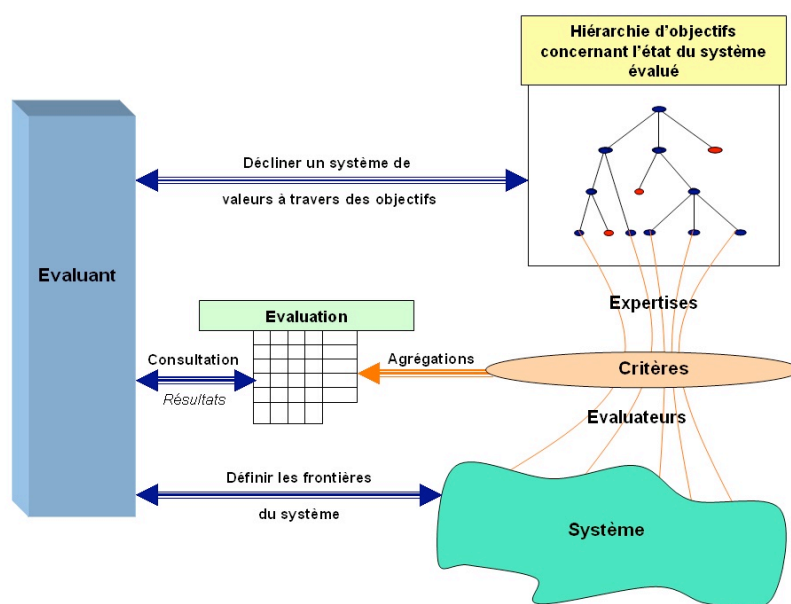 Hiérarchie d'objectifs
concernant l'état du système
évalué
Décliner un système de
valeurs à travers des objectifs
Evaluant
Expertises
Evaluation
Consultation
Résultats
Agrégations
Critères
Evaluateurs
Définir les frontières
du système
Système